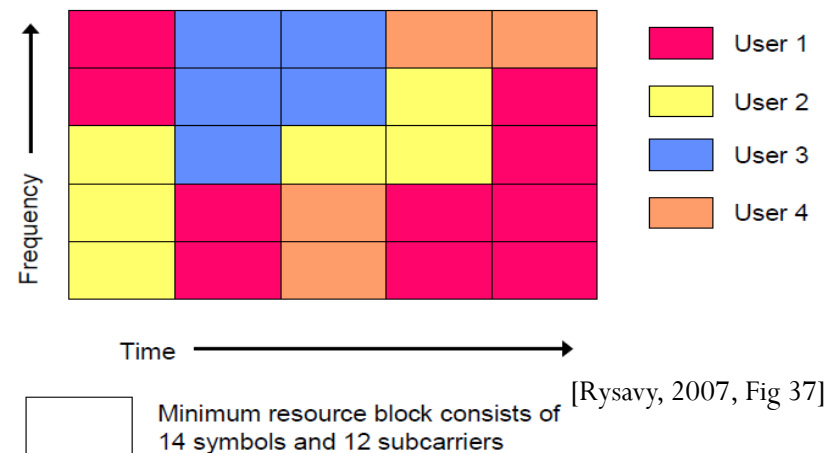 User 1
User 2
User 3
User 4
Frequency
Time
[Rysavy, 2007, Fig 37]
Minimum resource block consists of
14 symbols and 12 subcarriers